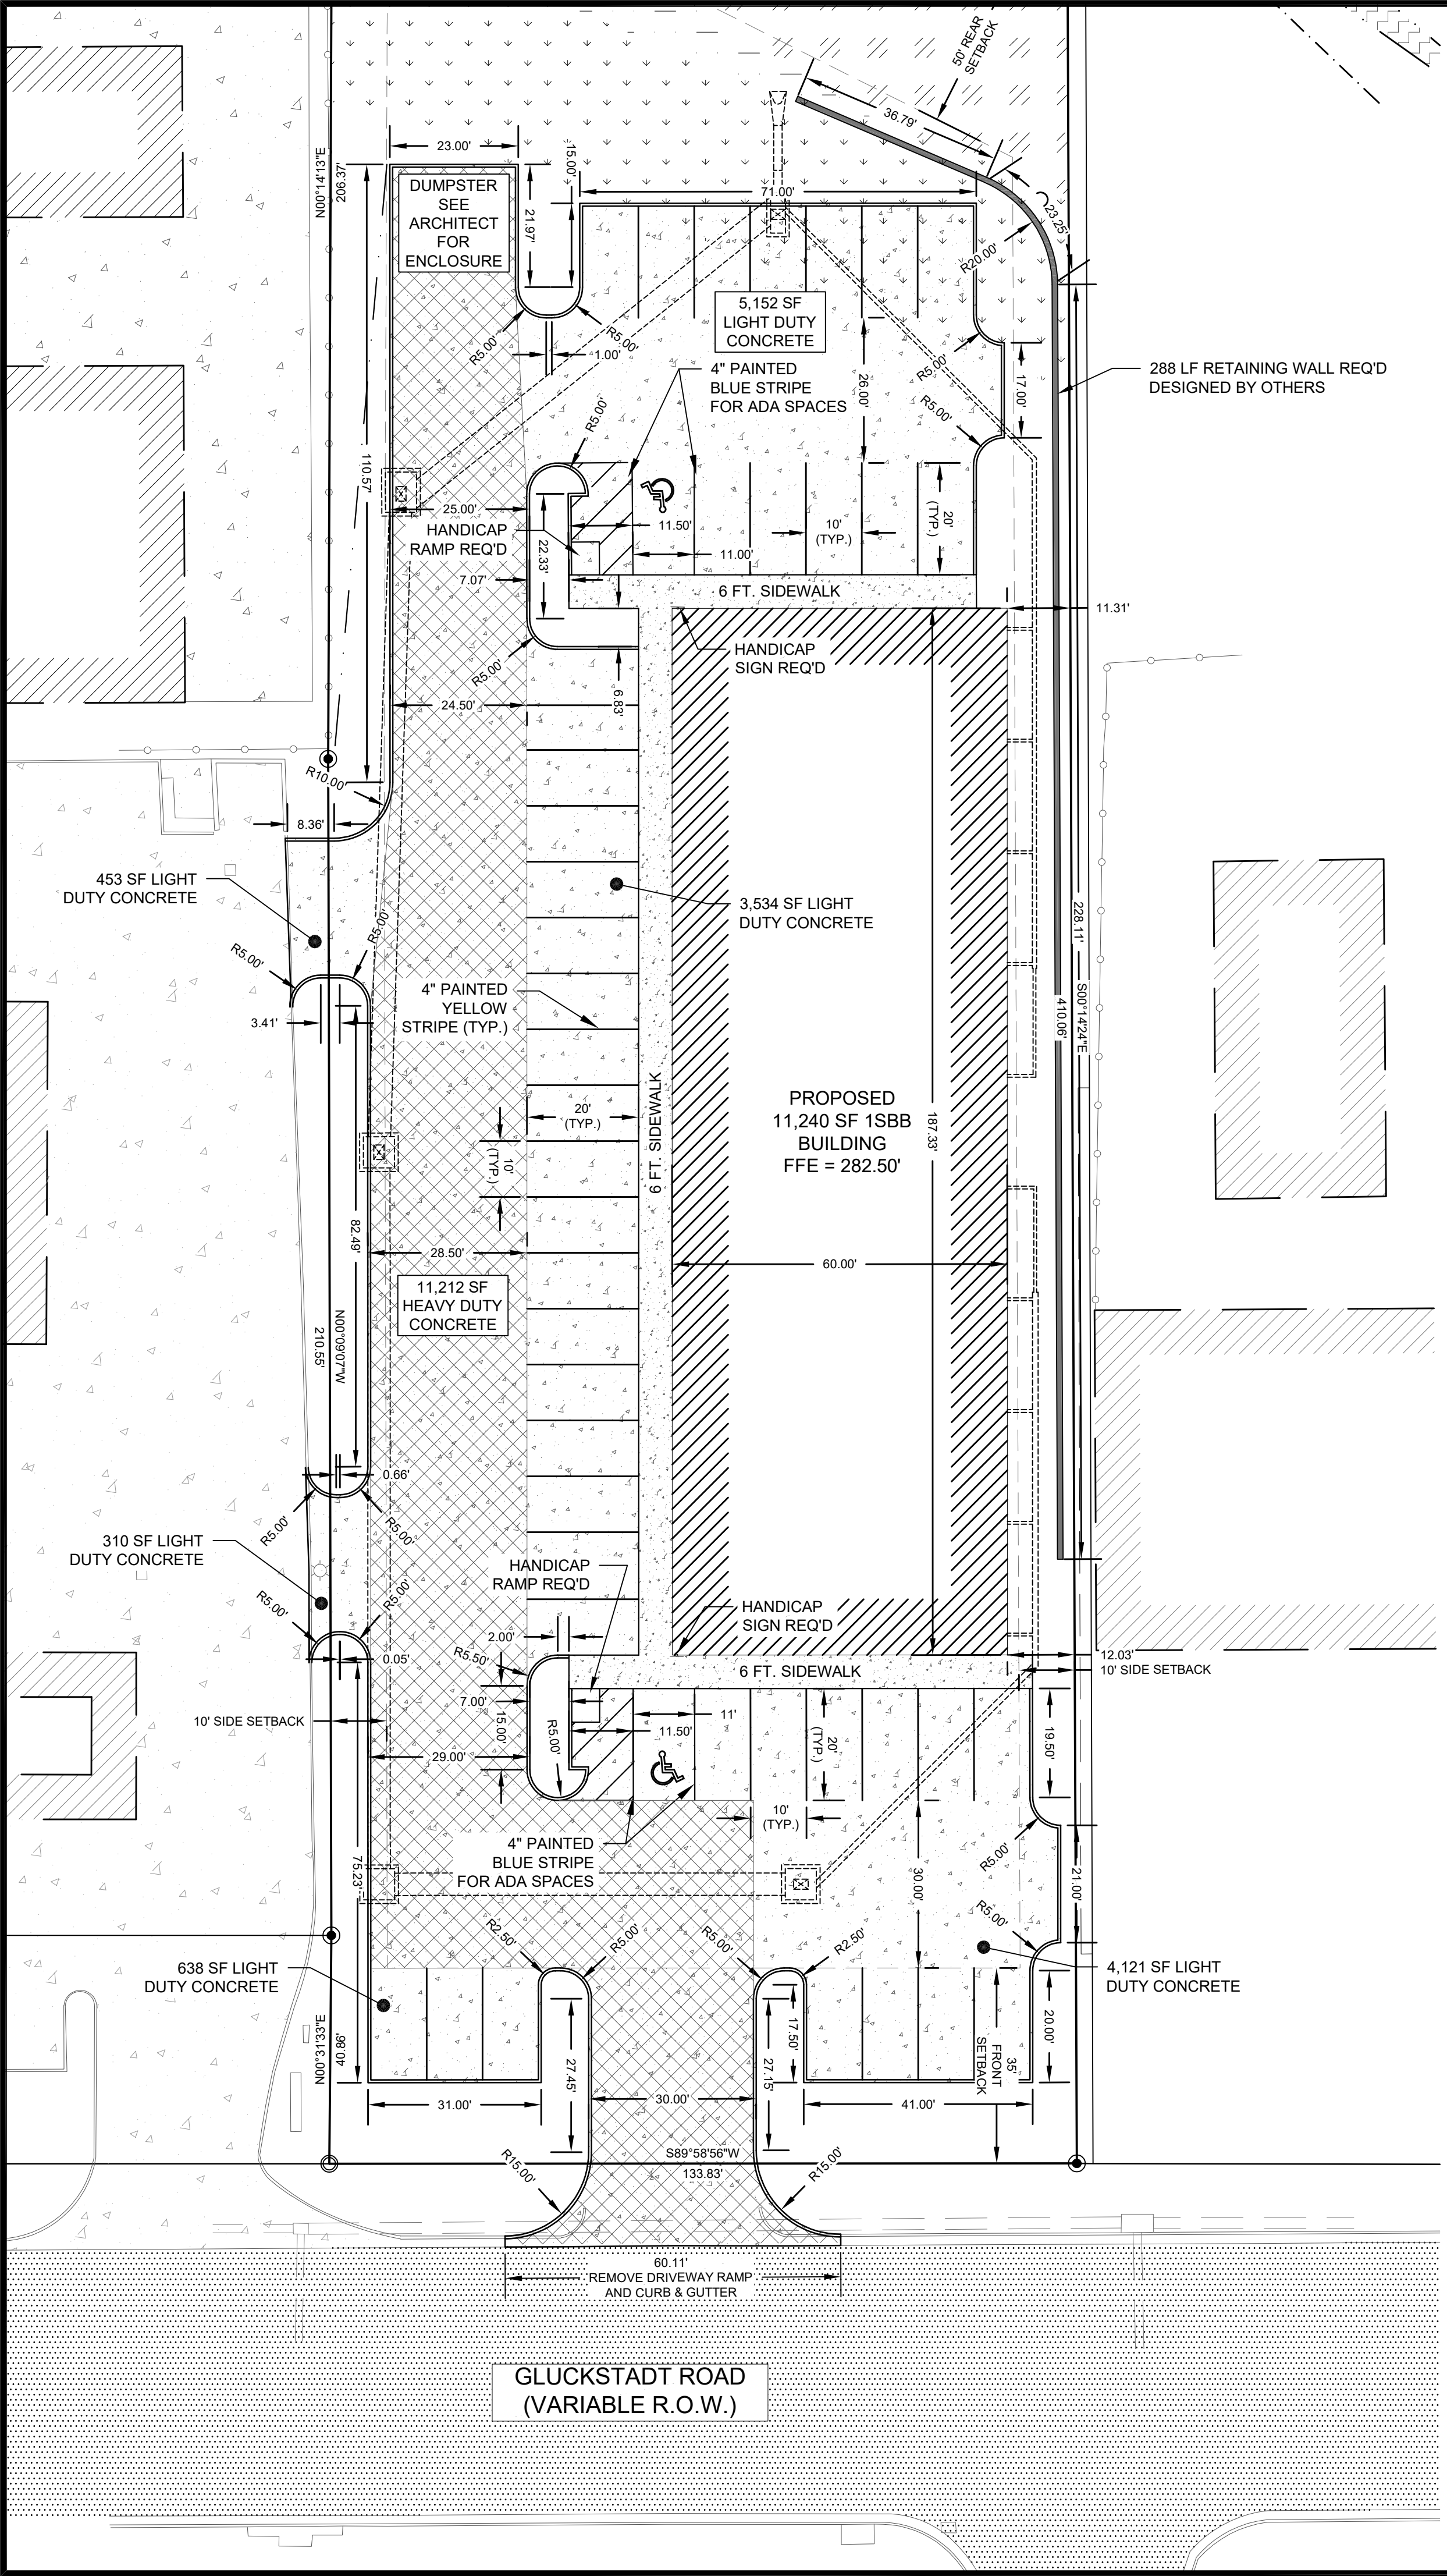 50' REAR
SETBACK
36.79'
23.00'
15.00'
N00°14'13"E
206.37'
DUMPSTER
SEE
ARCHITECT
FOR
ENCLOSURE
21.97'
71.00'
23.25'
R20.00'
5,152 SF
LIGHT DUTY
CONCRETE
R5.00'
R5.00'
1.00'
4" PAINTED
BLUE STRIPE
FOR ADA SPACES
26.00'
R5.00'
R5.00'
17.00'
288 LF RETAINING WALL REQ'D
DESIGNED BY OTHERS
R5.00'
110.57'
25.00'
HANDICAP
RAMP REQ'D
22.33'
11.50'
11.00'
10'
(TYP.)
20'
(TYP.)
7.07'
6 FT. SIDEWALK
11.31'
HANDICAP
SIGN REQ'D
R5.00'
6.83'
24.50'
R10.00'
8.36'
453 SF LIGHT
DUTY CONCRETE
R5.00'
R5.00'
3,534 SF LIGHT
DUTY CONCRETE
228.11'
S00°14'24"E
410.06'
4" PAINTED
YELLOW
STRIPE (TYP.)
3.41'
6 FT. SIDEWALK
PROPOSED
11,240 SF 1SBB
BUILDING
FFE = 282.50'
187.33'
20'
(TYP.)
10'
(TYP.)
82.49'
28.50'
60.00'
11,212 SF
HEAVY DUTY
CONCRETE
N00°09'07"W
210.55'
0.66'
R5.00'
R5.00'
310 SF LIGHT
DUTY CONCRETE
HANDICAP
RAMP REQ'D
R5.00'
R5.00'
HANDICAP
SIGN REQ'D
2.00'
0.05'
R5.50'
6 FT. SIDEWALK
12.03'
10' SIDE SETBACK
7.00'
15.00'
R5.00'
11'
11.50'
20'
(TYP.)
19.50'
10' SIDE SETBACK
29.00'
10'
(TYP.)
4" PAINTED
BLUE STRIPE
FOR ADA SPACES
75.23'
30.00'
R5.00'
21.00'
R5.00'
R2.50'
R5.00'
R5.00'
R2.50'
638 SF LIGHT
DUTY CONCRETE
4,121 SF LIGHT
DUTY CONCRETE
N00°31'33"E
40.86'
27.45'
27.15'
17.50'
35'
FRONT
SETBACK
20.00'
31.00'
30.00'
41.00'
S89°58'56"W
133.83'
R15.00'
R15.00'
60.11'
REMOVE DRIVEWAY RAMP
AND CURB & GUTTER
GLUCKSTADT ROAD
(VARIABLE R.O.W.)